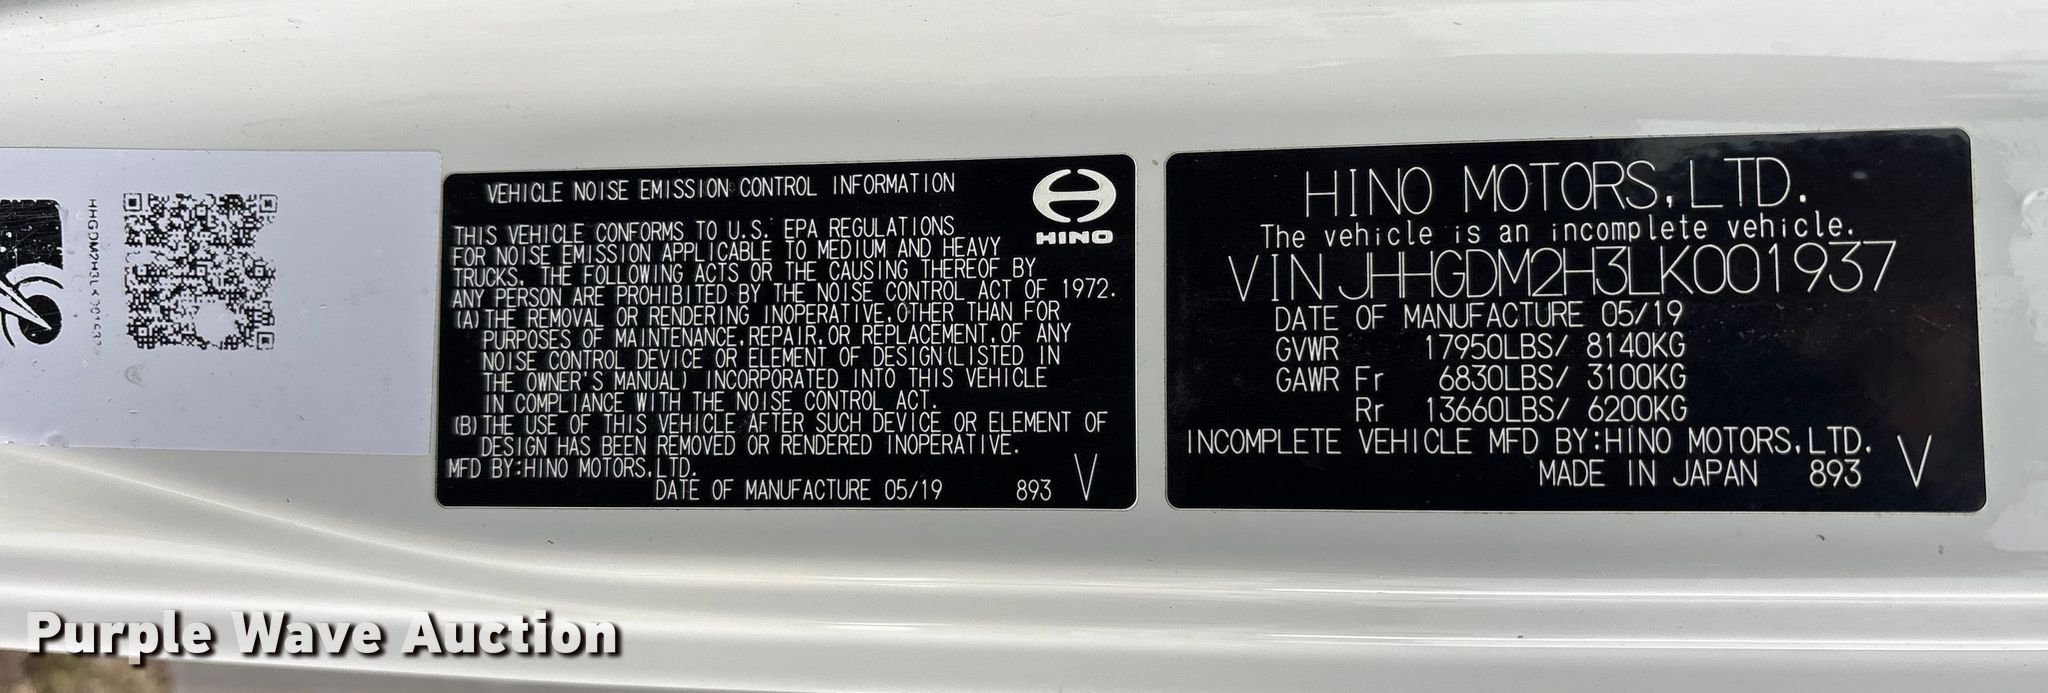 HHGDM2H3LK
VEHICLE NOISE EMISSION CONTROL INFORMATION
HINO
THIS VEHICLE CONFORMS TO U.S. EPA REGULATIONS
FOR NOISE EMISSION APPLICABLE TO MEDIUM AND HEAVY
TRUCKS. THE FOLLOWING ACTS OR THE CAUSING THEREOF BY
ANY PERSON ARE PROHIBITED BY THE NOISE CONTROL ACT OF 1972.
(A) THE REMOVAL OR RENDERING INOPERATIVE, OTHER THAN FOR
PURPOSES OF MAINTENANCE, REPAIR, OR REPLACEMENT, OF ANY
NOISE CONTROL DEVICE OR ELEMENT OF DESIGN (LISTED IN
THE OWNER'S MANUAL) INCORPORATED INTO THIS VEHICLE
IN COMPLIANCE WITH THE NOISE CONTROL ACT.
(B) THE USE OF THIS VEHICLE AFTER SUCH DEVICE OR ELEMENT OF
DESIGN HAS BEEN REMOVED OR RENDERED INOPERATIVE.
MFD BY:HINO MOTORS,LTD.
DATE OF MANUFACTURE 05/19 893 V
HINO MOTORS,LTD.
The vehicle is an incomplete vehicle.
VIN JHHGDM2H3LK001937
DATE OF MANUFACTURE 05/19
GVWR 17950LBS/ 8140KG
GAWR Fr 6830LBS/ 3100KG
Rr 13660LBS/ 6200KG
INCOMPLETE VEHICLE MFD BY:HINO MOTORS,LTD.
MADE IN JAPAN 893 V
Purple Wave Auction